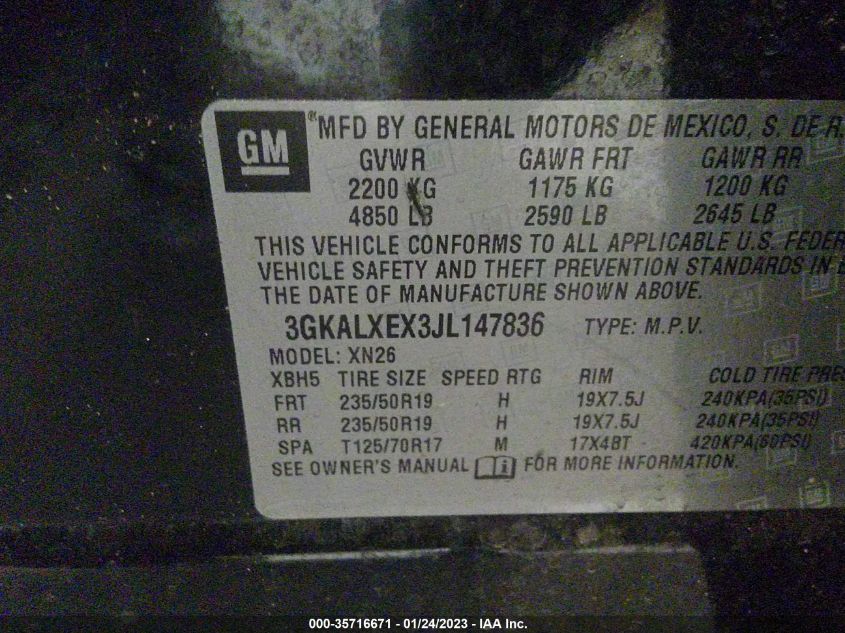 GM ® MFD BY GENERAL MOTORS DE MEXICO, S. DE R.
GVWR GAWR FRT GAWR RR
2200 KG 1175 KG 1200 KG
4850 LB 2590 LB 2645 LB
THIS VEHICLE CONFORMS TO ALL APPLICABLE U.S. FEDER
VEHICLE SAFETY AND THEFT PREVENTION STANDARDS IN E
THE DATE OF MANUFACTURE SHOWN ABOVE.
3GKALXEX3JL147836 TYPE: M.P.V.
MODEL: XN26
XBH5 TIRE SIZE SPEED RTG RIM COLD TIRE PRES
FRT 235/50R19 H 19X7.5J 240KPA(35PSI)
RR 235/50R19 H 19X7.5J 240KPA(35PSI)
SPA T125/70R17 M 17X4BT 420KPA(60PSI)
SEE OWNER'S MANUAL i FOR MORE INFORMATION.
GM
000-35716671 - 01/24/2023 - IAA Inc.